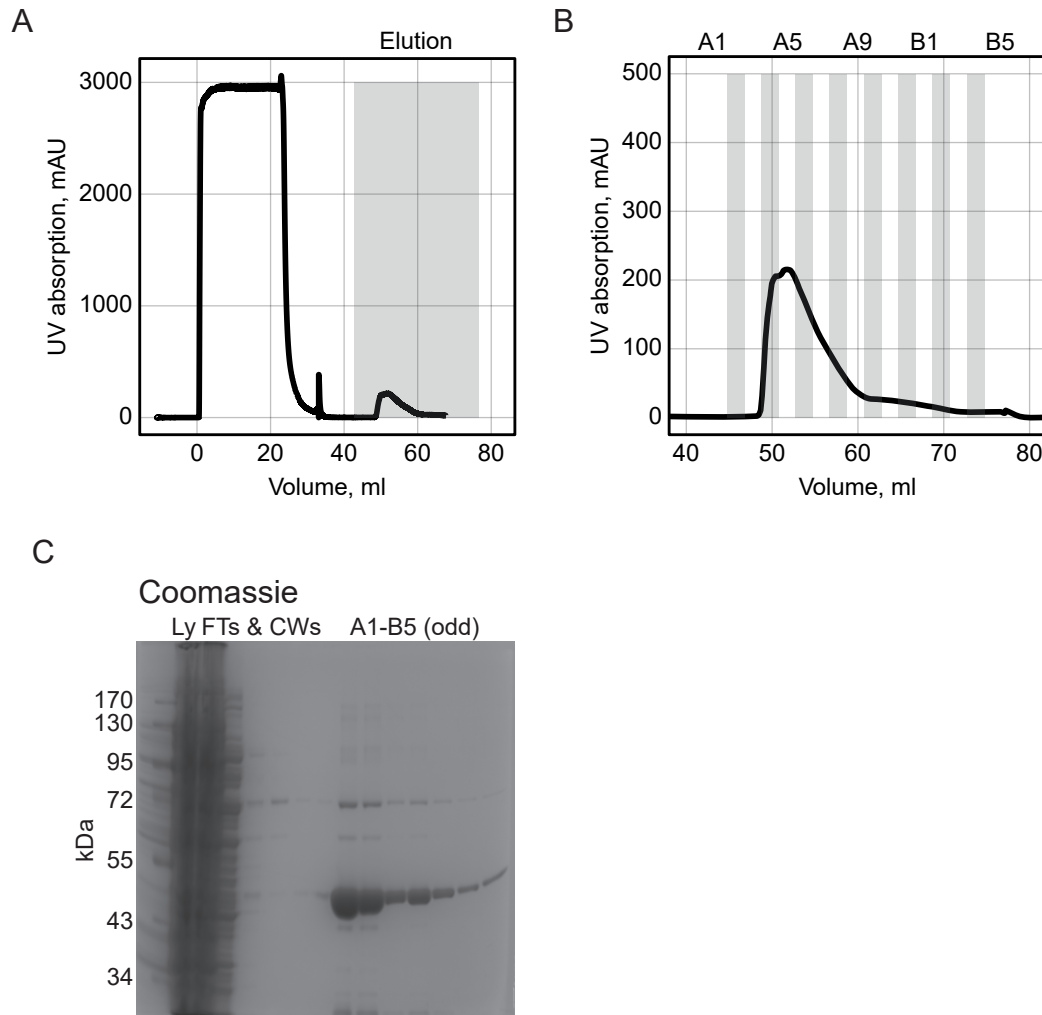 A
Elution
3000
2000
1000
0
UV absorption, mAU
0 20 40 60 80
Volume, ml
B
A1 A5 A9 B1 B5
500
400
300
200
100
0
UV absorption, mAU
40 50 60 70 80
Volume, ml
C
Coomassie
Ly FTs & CWs A1-B5 (odd)
170
130
95
72
55
43
34
kDa